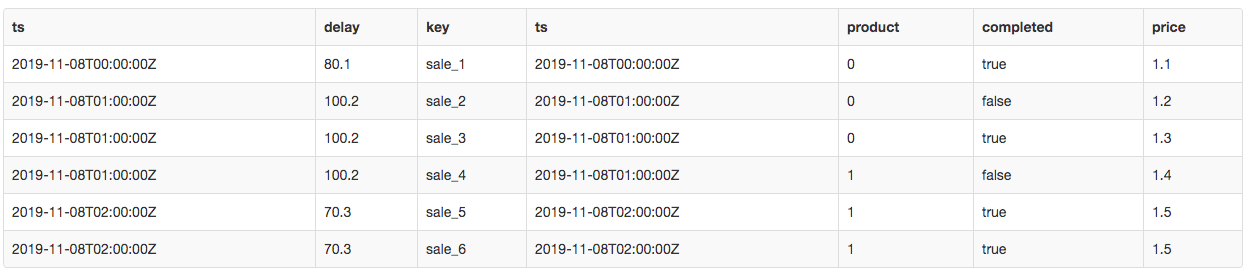 ts delay key ts product completed price
2019-11-08T00:00:00Z 80.1 sale_1 2019-11-08T00:00:00Z 0 true 1.1
2019-11-08T01:00:00Z 100.2 sale_2 2019-11-08T01:00:00Z 0 false 1.2
2019-11-08T01:00:00Z 100.2 sale_3 2019-11-08T01:00:00Z 0 true 1.3
2019-11-08T01:00:00Z 100.2 sale_4 2019-11-08T01:00:00Z 1 false 1.4
2019-11-08T02:00:00Z 70.3 sale_5 2019-11-08T02:00:00Z 1 true 1.5
2019-11-08T02:00:00Z 70.3 sale_6 2019-11-08T02:00:00Z 1 true 1.5